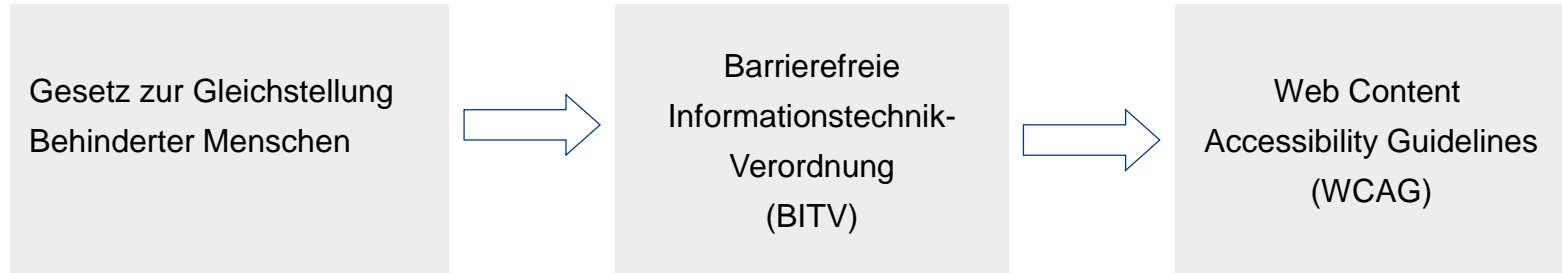 Gesetz zur Gleichstellung
Behinderter Menschen
Barrierefreie
Informationstechnik-
Verordnung
(BITV)
Web Content
Accessibility Guidelines
(WCAG)